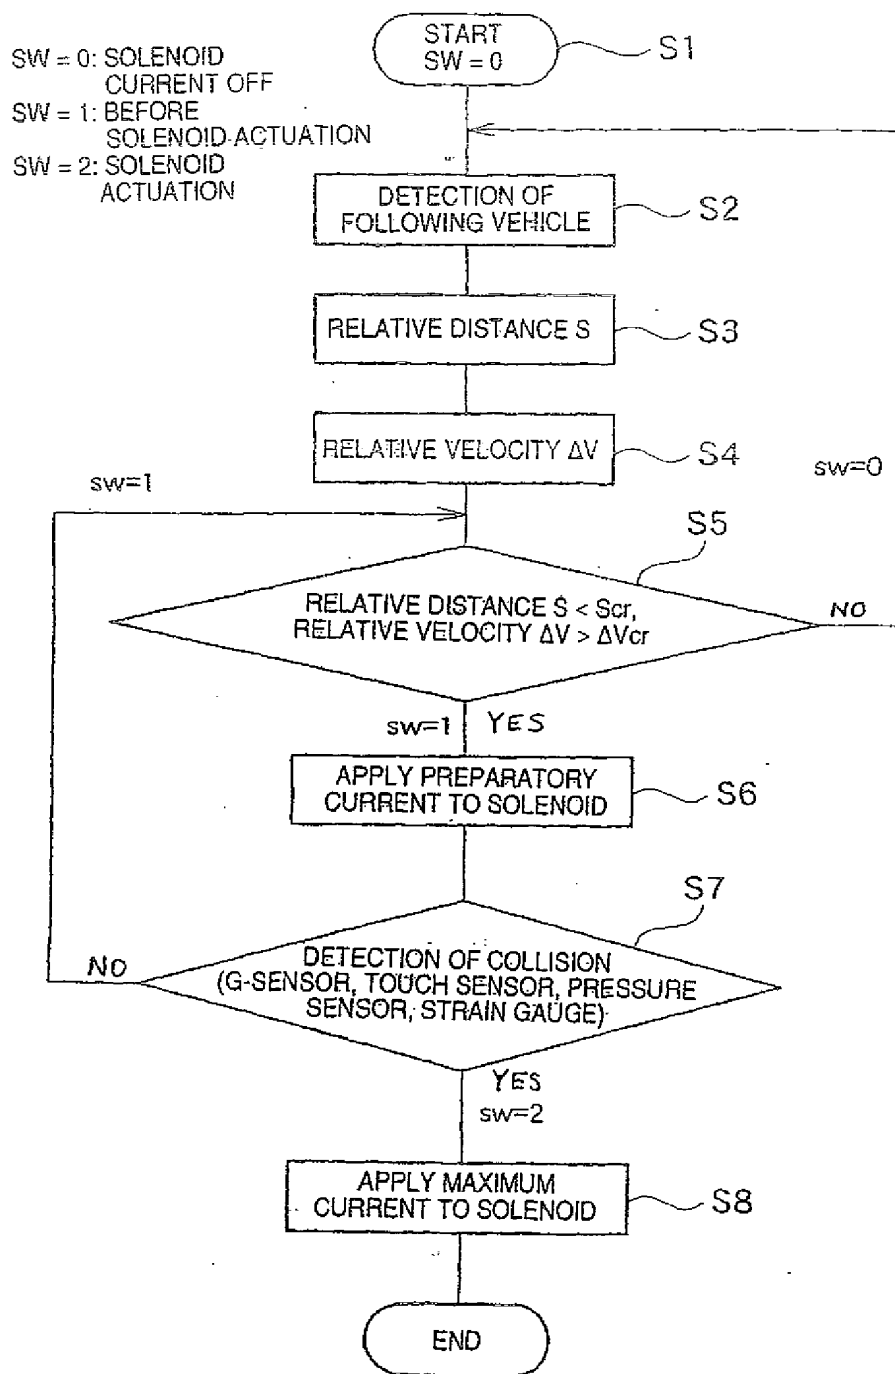 START
SW = 0
S1
SW = 0: SOLENOID
CURRENT OFF
SW = 1: BEFORE
SOLENOID ACTUATION
SW = 2: SOLENOID
ACTUATION
DETECTION OF
FOLLOWING VEHICLE
S2
RELATIVE DISTANCE S
S3
RELATIVE VELOCITY ΔV
S4
sw=0
sw=1
S5
RELATIVE DISTANCE S < Scr,
RELATIVE VELOCITY ΔV > ΔVcr
NO
sw=1 YES
APPLY PREPARATORY
CURRENT TO SOLENOID
S6
S7
DETECTION OF COLLISION
(G-SENSOR, TOUCH SENSOR, PRESSURE
SENSOR, STRAIN GAUGE)
NO
YES
sw=2
APPLY MAXIMUM
CURRENT TO SOLENOID
S8
END